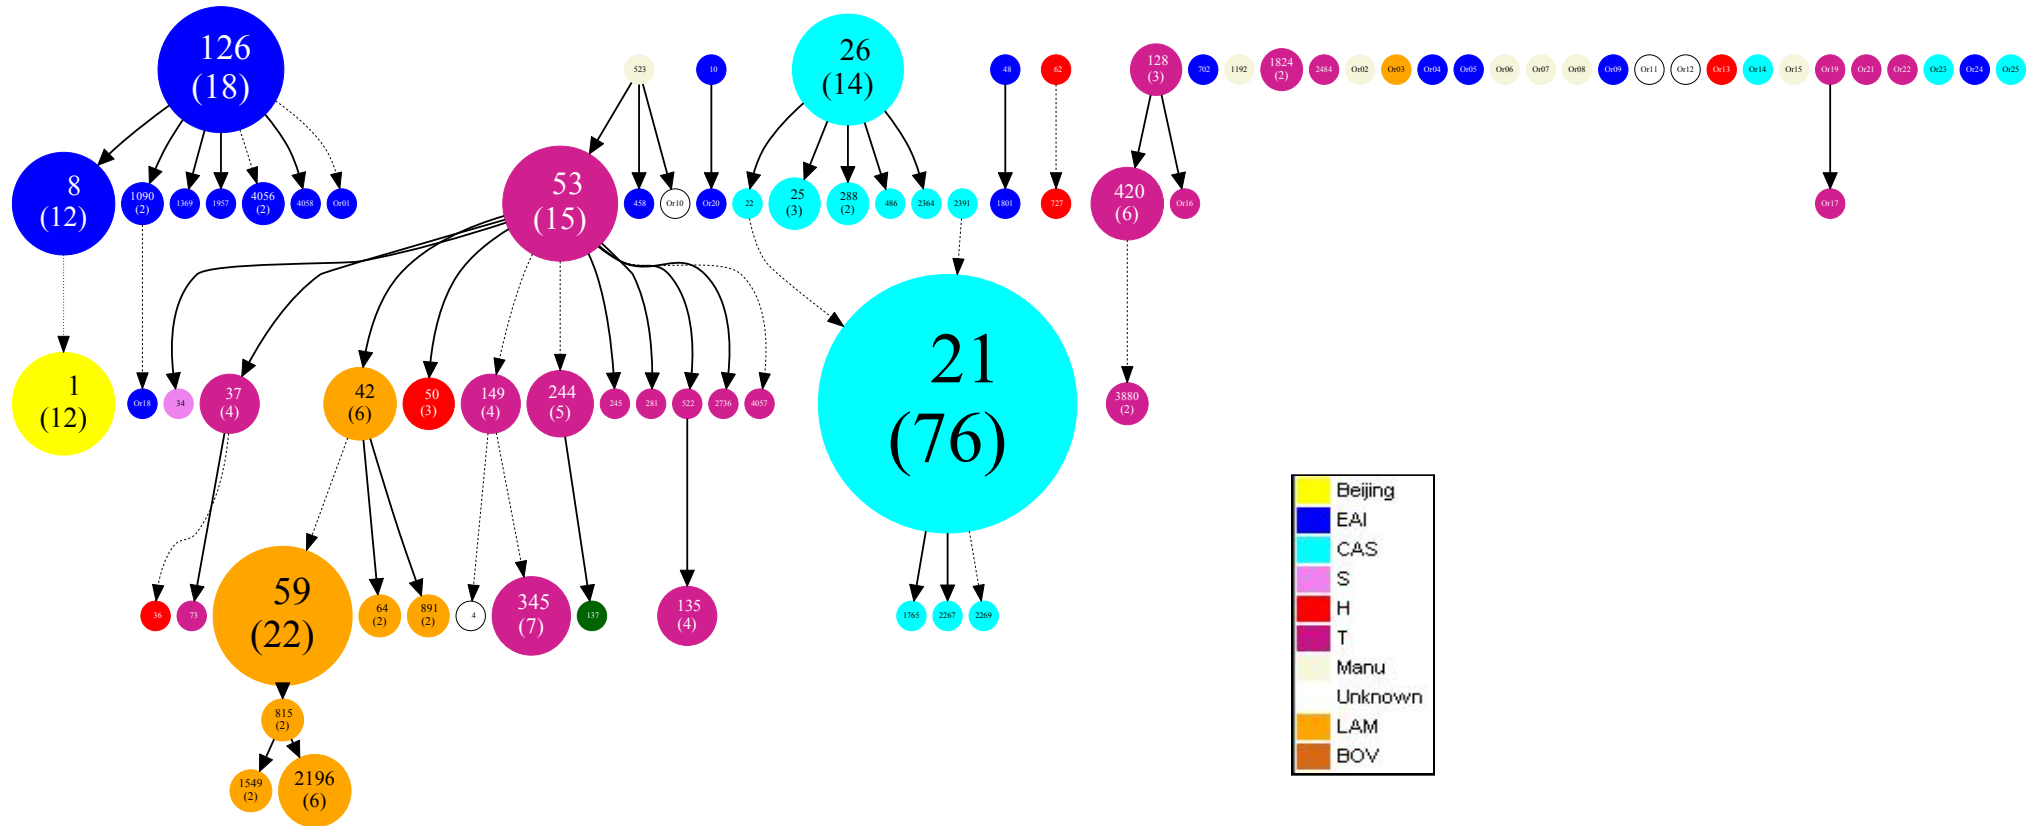 126
(18)
523
10
26
(14)
48
62
128
(3)
702
1192
1824
(2)
2484
Or02
Or03
Or04
Or05
Or06
Or07
Or08
Or09
Or11
Or12
Or13
Or14
Or15
Or19
Or21
Or22
Or23
Or24
Or25
8
(12)
1090
(2)
1369
1957
4056
(2)
4058
Or01
53
(15)
458
Or10
Or20
22
25
(3)
288
(2)
486
2364
2391
1801
727
420
(6)
Or16
Or17
1
(12)
Or18
34
37
(4)
42
(6)
50
(3)
149
(4)
244
(5)
245
281
522
2736
4057
21
(76)
3880
(2)
36
73
59
(22)
64
(2)
891
(2)
4
345
(7)
137
135
(4)
1765
2267
2269
815
(2)
1549
(2)
2196
(6)
Beijing
EAI
CAS
S
H
T
Manu
Unknown
LAM
BOV